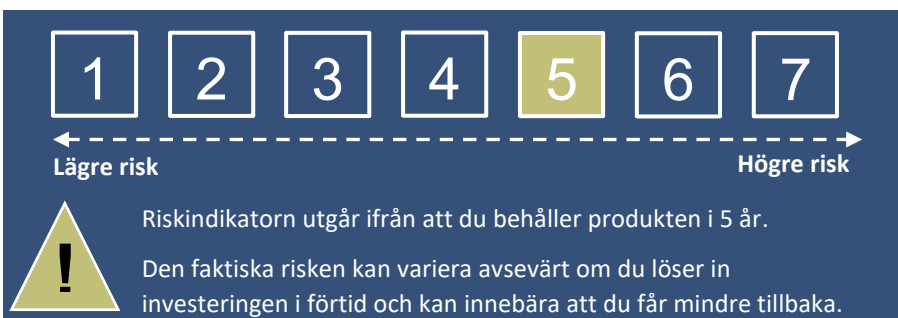 1 2 3 4 5 6 7
Lägre risk Högre risk
! Riskindikatorn utgår ifrån att du behåller produkten i 5 år.
Den faktiska risken kan variera avsevärt om du löser in
investeringen i förtid och kan innebära att du får mindre tillbaka.